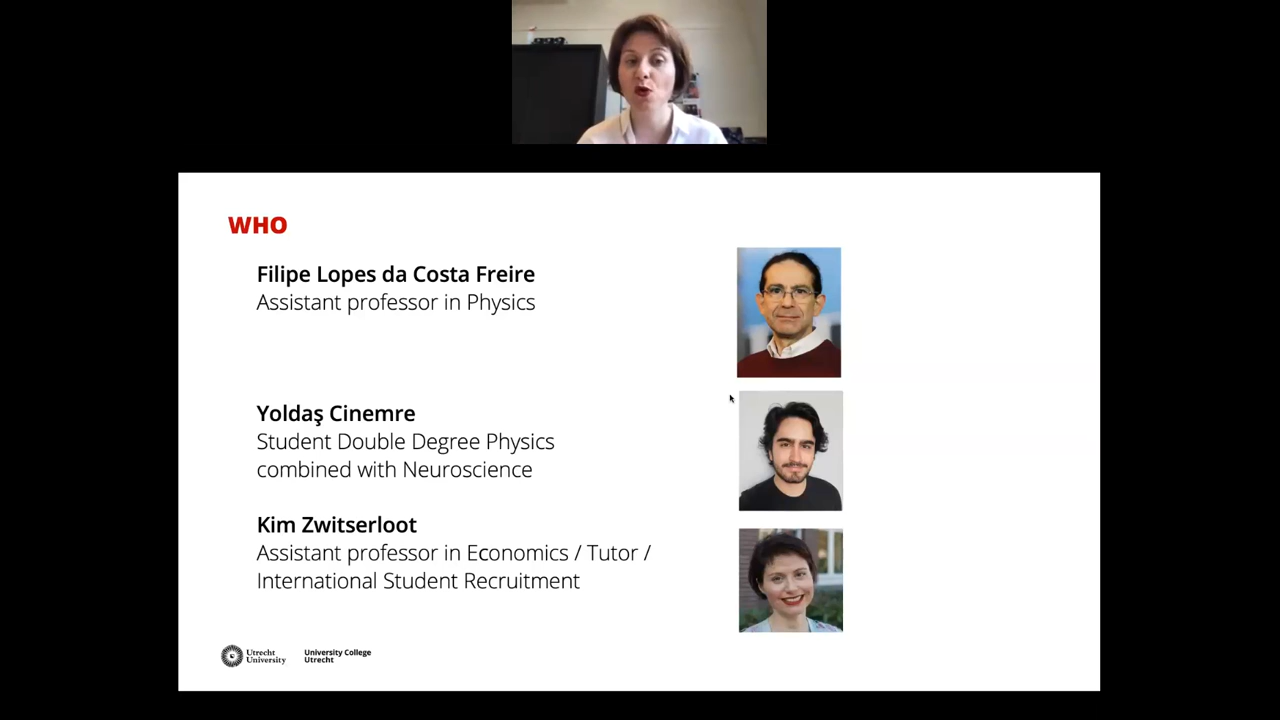 WHO
Filipe Lopes da Costa Freire
Assistant professor in Physics
Yoldaş Cinemre
Student Double Degree Physics
combined with Neuroscience
Kim Zwitserloot
Assistant professor in Economics / Tutor /
International Student Recruitment
Utrecht
University
University College
Utrecht